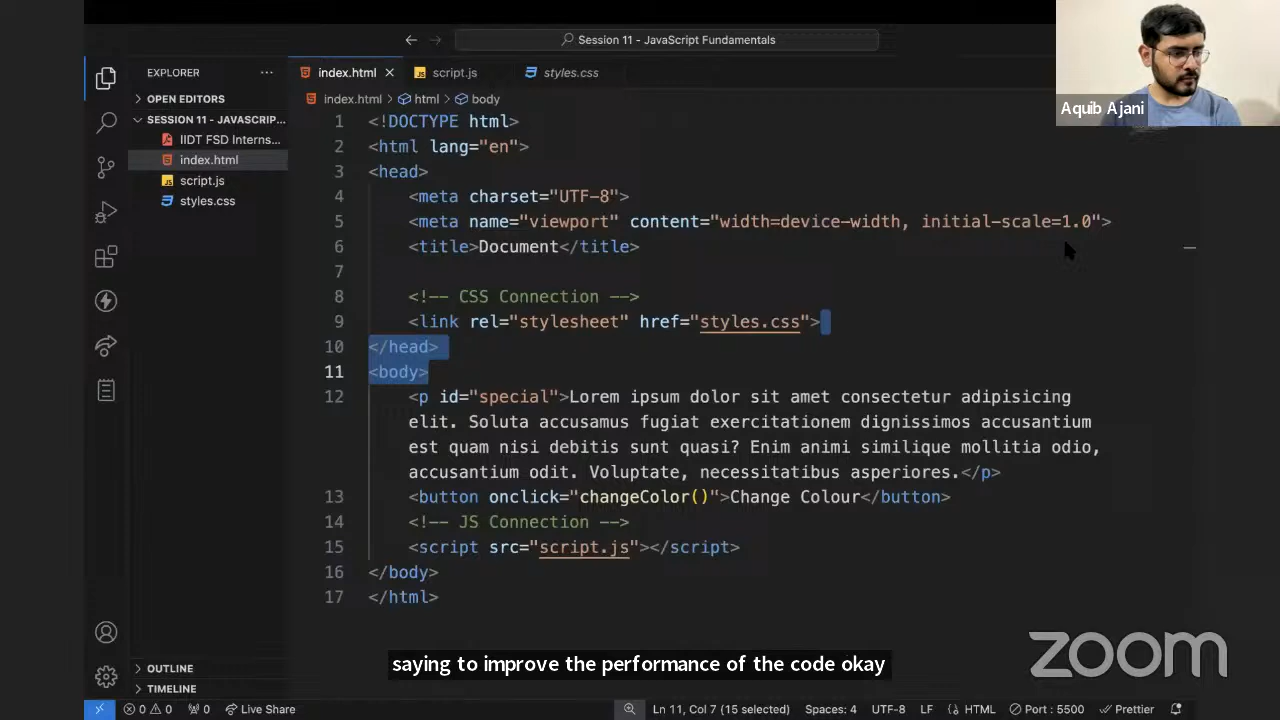 Session 11 - JavaScript Fundamentals
Aquib Ajani
EXPLORER
index.html
script.js
styles.css
OPEN EDITORS
SESSION 11 - JAVASCRIP...
IIDT FSD Interns...
index.html
script.js
styles.css
index.html > html > body
1 <!DOCTYPE html>
2 <html lang="en">
3 <head>
4 <meta charset="UTF-8">
5 <meta name="viewport" content="width=device-width, initial-scale=1.0">
6 <title>Document</title>
7
8 <!-- CSS Connection -->
9 <link rel="stylesheet" href="styles.css">
10 </head>
11 <body>
12 <p id="special">Lorem ipsum dolor sit amet consectetur adipisicing
elit. Soluta accusamus fugiat exercitationem dignissimos accusantium
est quam nisi debitis sunt quasi? Enim animi similique mollitia odio,
accusantium odit. Voluptate, necessitatibus asperiores.</p>
13 <button onclick="changeColor()">Change Colour</button>
14 <!-- JS Connection -->
15 <script src="script.js"></script>
16 </body>
17 </html>
saying to improve the performance of the code okay
zoom
OUTLINE
TIMELINE
0 0 0 Live Share Ln 11, Col 7 (15 selected) Spaces: 4 UTF-8 LF HTML Port : 5500 Prettier